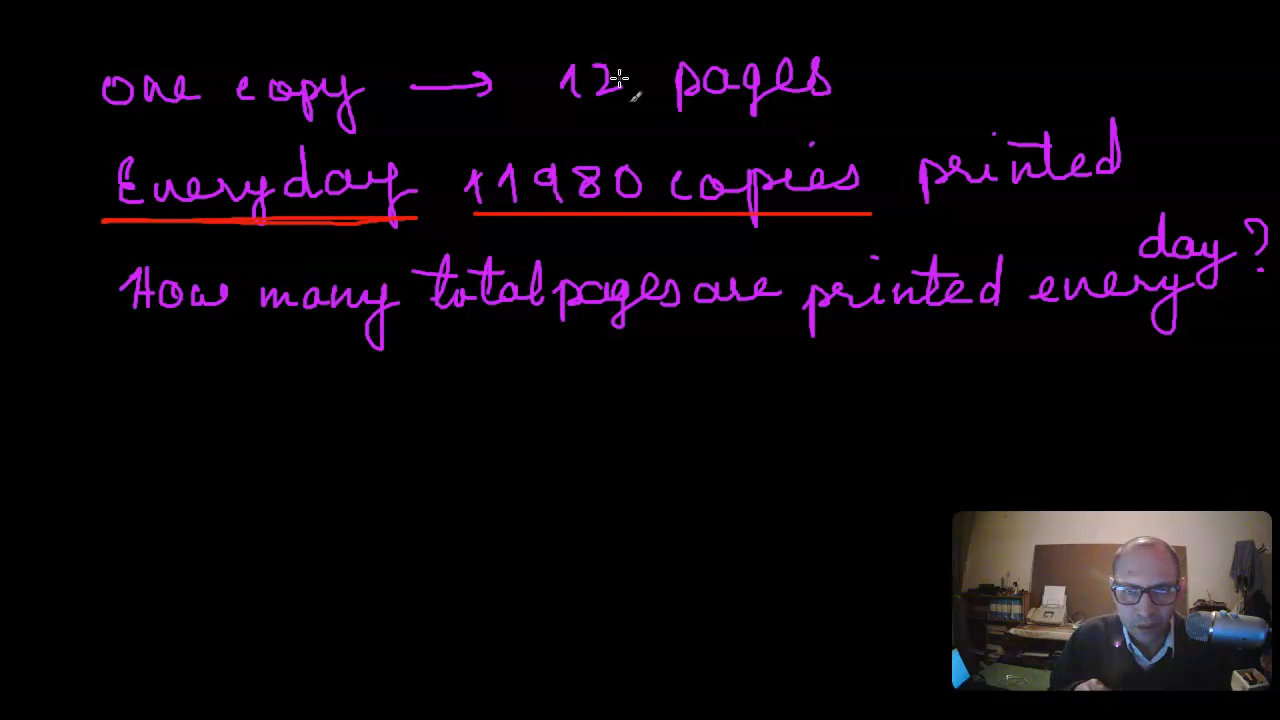 one copy → 12 pages
Everyday 11980 copies printed
How many total pages are printed every day?